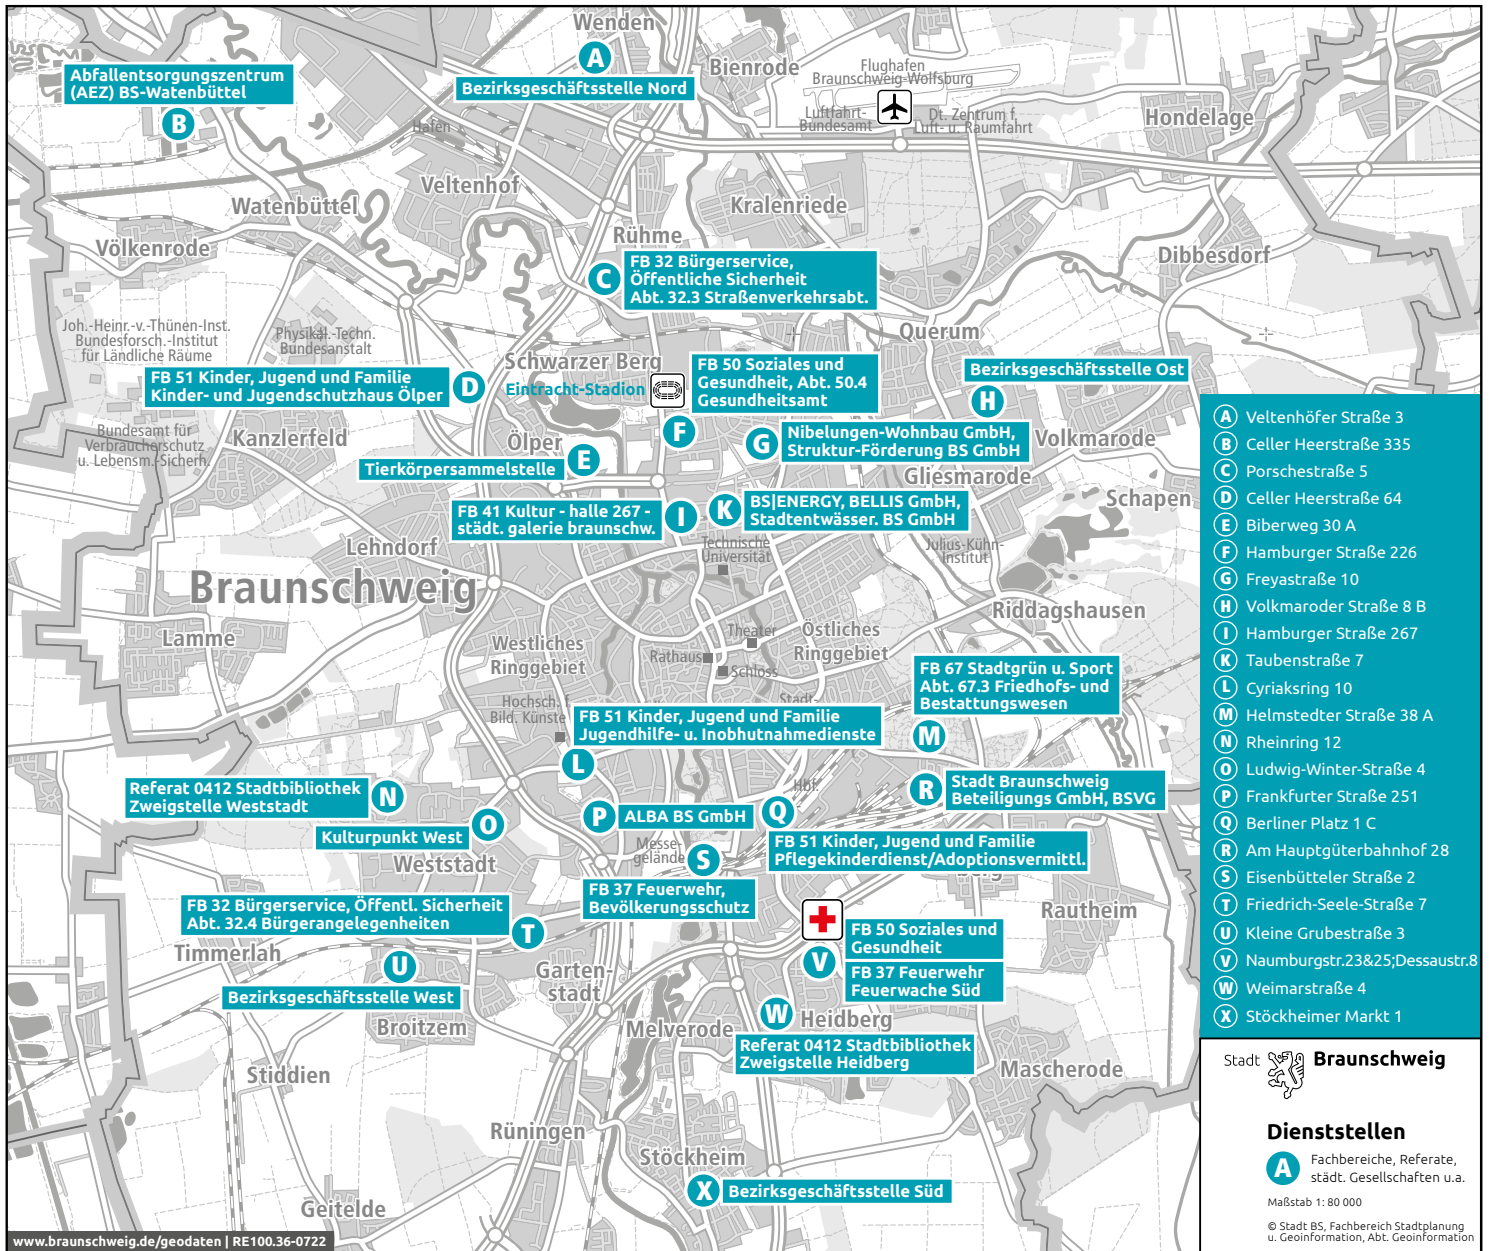 Wenden
A
Bezirksgeschäftsstelle Nord
Bienrode
Flughafen
Braunschweig-Wolfsburg
Luftfahrt-
Bundesamt
Dt. Zentrum f.
Luft- u. Raumfahrt
Hondelage
Abfallentsorgungszentrum
(AEZ) BS-Watenbüttel
B
Hafen
Veltenhof
Watenbüttel
Völkenrode
Kralenriede
Rühme
Dibbesdorf
C
FB 32 Bürgerservice,
Öffentliche Sicherheit
Abt. 32.3 Straßenverkehrsabt.
Joh.-Heinr.-v.-Thünen-Inst.
Bundesforsch.-Institut
für Ländliche Räume
Physikal.-Techn.
Bundesanstalt
Querum
Schwarzer Berg
Eintracht-Stadion
FB 51 Kinder, Jugend und Familie
Kinder- und Jugendschutzhaus Ölper
D
FB 50 Soziales und
Gesundheit, Abt. 50.4
Gesundheitsamt
F
Bezirksgeschäftsstelle Ost
H
Bundesamt für
Verbraucherschutz
u. Lebensm.-Sicherh.
Kanzlerfeld
Ölper
G
Nibelungen-Wohnbau GmbH,
Struktur-Förderung BS GmbH
Volkmarode
Tierkörpersammelstelle
E
Gliesmarode
Schapen
FB 41 Kultur - halle 267 -
städt. galerie braunschw.
I
K
BS|ENERGY, BELLIS GmbH,
Stadtentwässer. BS GmbH
Technische
Universität
Julius-Kühn-
Institut
Lehndorf
Braunschweig
Riddagshausen
Lamme
Westliches
Ringgebiet
Theater
Rathaus
Schloss
Östliches
Ringgebiet
Stadt-
Hochsch. f.
Bild. Künste
FB 67 Stadtgrün u. Sport
Abt. 67.3 Friedhofs- und
Bestattungswesen
M
FB 51 Kinder, Jugend und Familie
Jugendhilfe- u. Inobhutnahmedienste
L
Hbf.
Referat 0412 Stadtbibliothek
Zweigstelle Weststadt
N
Kulturpunkt West
O
P
ALBA BS GmbH
Q
FB 51 Kinder, Jugend und Familie
Pflegekinderdienst/Adoptionsvermittl.
R
Stadt Braunschweig
Beteiligungs GmbH, BSVG
berg
Weststadt
Messe-
gelände
S
FB 37 Feuerwehr,
Bevölkerungsschutz
FB 32 Bürgerservice, Öffentl. Sicherheit
Abt. 32.4 Bürgerangelegenheiten
T
Rautheim
Timmerlah
U
Bezirksgeschäftsstelle West
Broitzem
Garten-
stadt
V
FB 50 Soziales und
Gesundheit
FB 37 Feuerwehr
Feuerwache Süd
W
Heidberg
Melverode
Referat 0412 Stadtbibliothek
Zweigstelle Heidberg
Stiddien
Mascherode
Rüningen
Stöckheim
X
Bezirksgeschäftsstelle Süd
Geitelde
www.braunschweig.de/geodaten | RE100.36-0722
A Veltenhöfer Straße 3
B Celler Heerstraße 335
C Porschestraße 5
D Celler Heerstraße 64
E Biberweg 30 A
F Hamburger Straße 226
G Freyastraße 10
H Volkmaroder Straße 8 B
I Hamburger Straße 267
K Taubenstraße 7
L Cyriaksring 10
M Helmstedter Straße 38 A
N Rheinring 12
O Ludwig-Winter-Straße 4
P Frankfurter Straße 251
Q Berliner Platz 1 C
R Am Hauptgüterbahnhof 28
S Eisenbütteler Straße 2
T Friedrich-Seele-Straße 7
U Kleine Grubestraße 3
V Naumburgstr.23&25;Dessaustr.8
W Weimarstraße 4
X Stöckheimer Markt 1
Stadt Braunschweig
Dienststellen
A Fachbereiche, Referate,
städt. Gesellschaften u.a.
Maßstab 1: 80 000
© Stadt BS, Fachbereich Stadtplanung
u. Geoinformation, Abt. Geoinformation